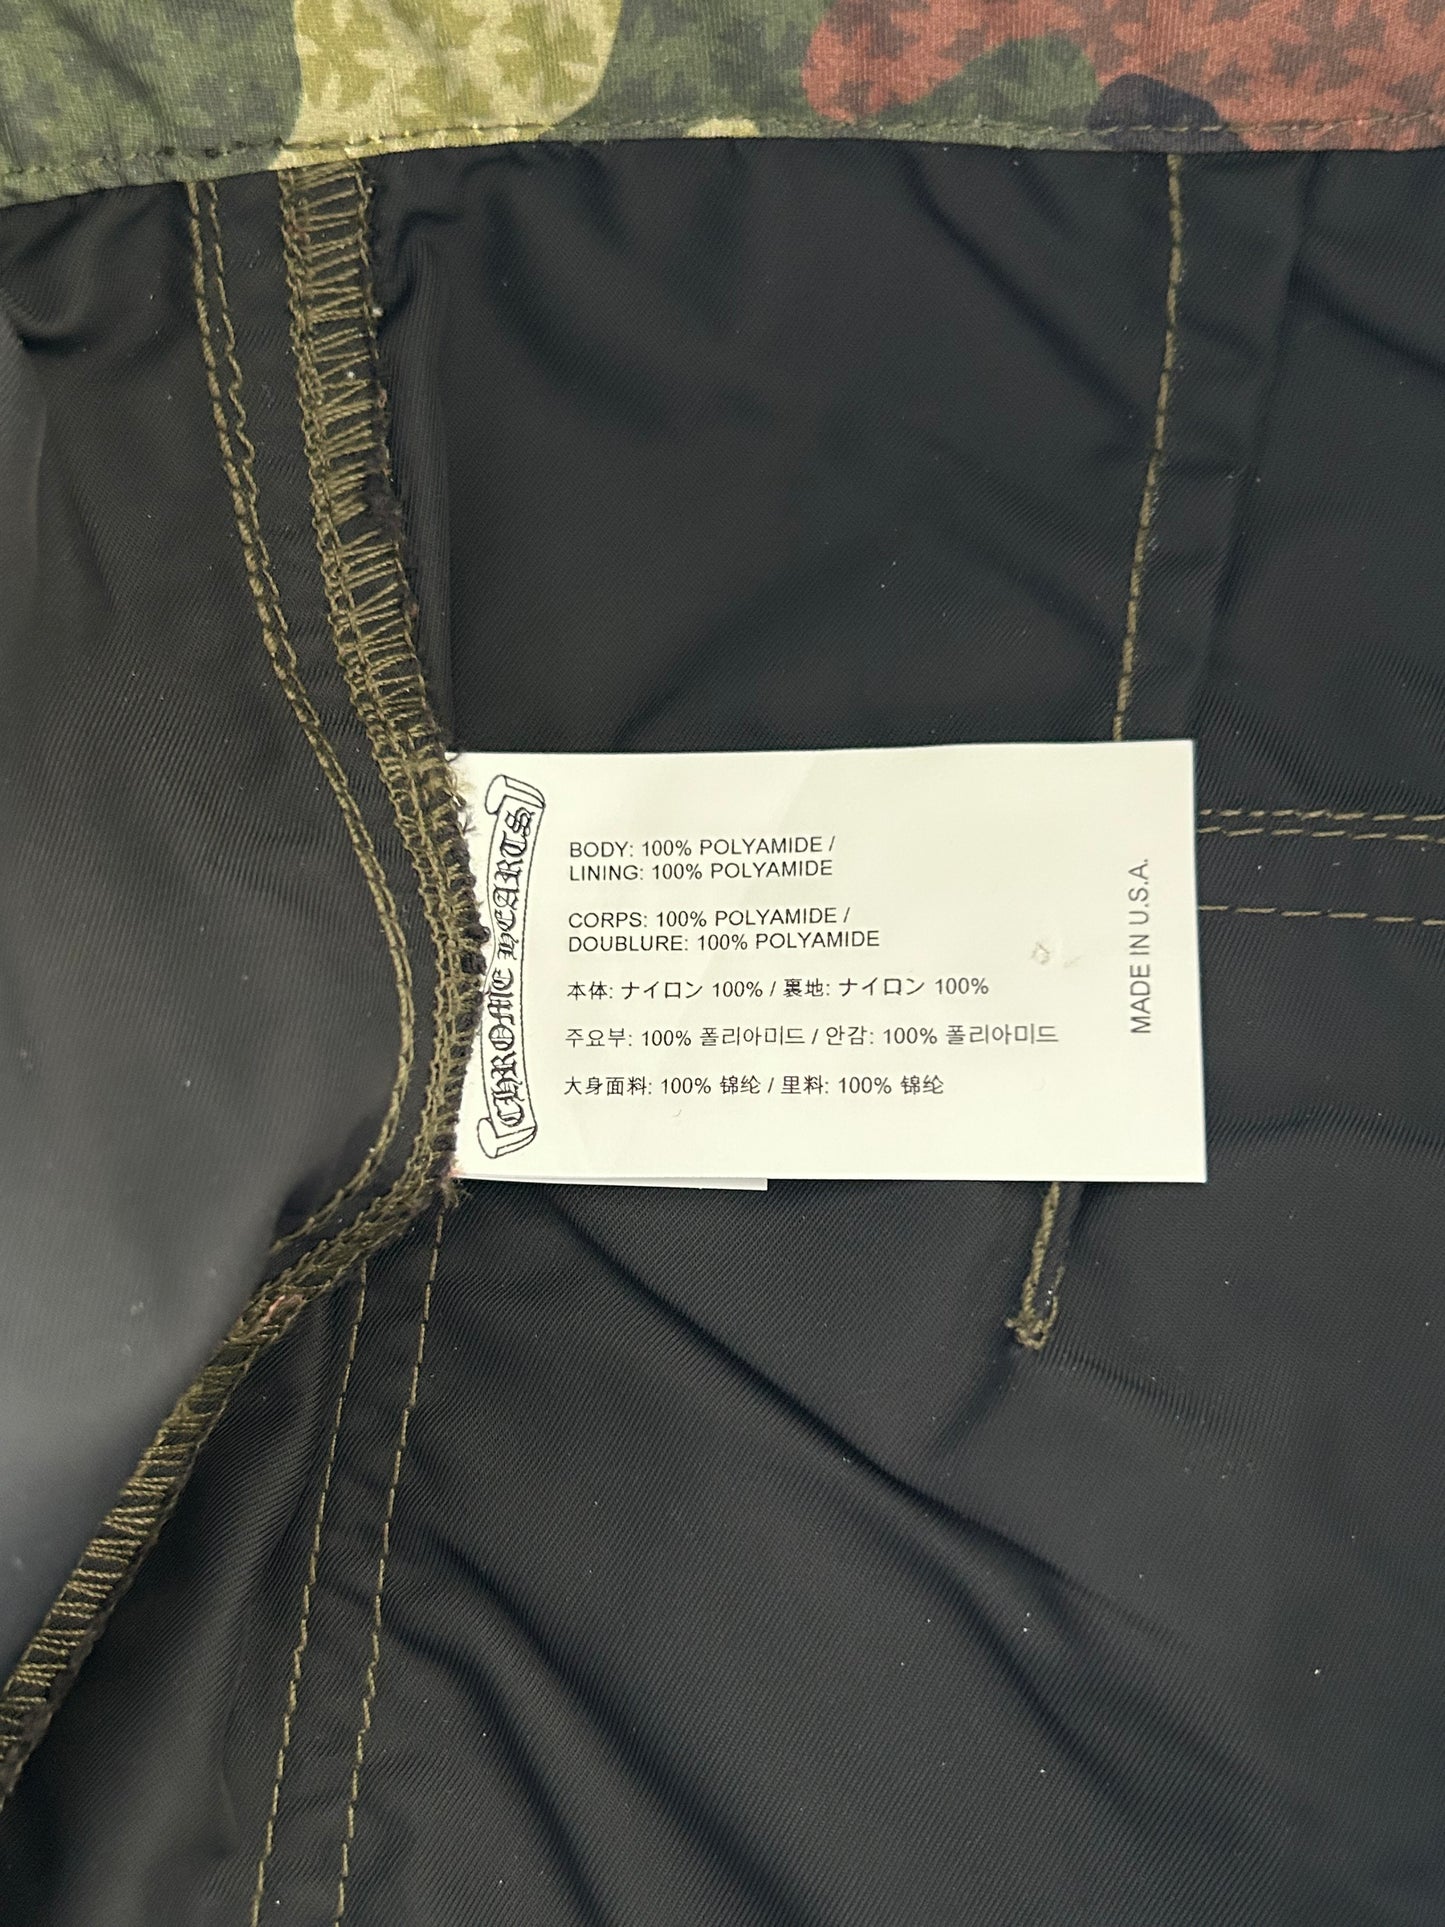 CHROME HEARTS
BODY: 100% POLYAMIDE /
LINING: 100% POLYAMIDE
CORPS: 100% POLYAMIDE /
DOUBLURE: 100% POLYAMIDE
本体: ナイロン 100% / 裏地: ナイロン 100%
주요부: 100% 폴리아미드 / 안감: 100% 폴리아미드
大身面料: 100% 锦纶 / 里料: 100% 锦纶
MADE IN U.S.A.